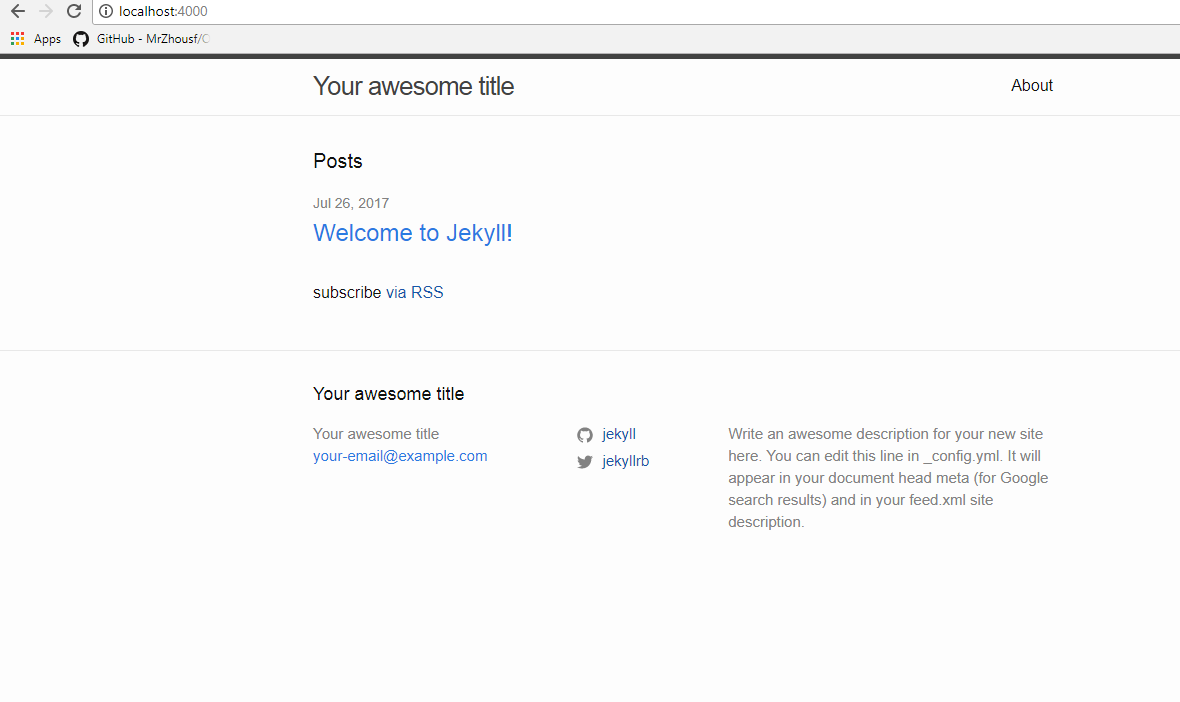 localhost:4000
Apps GitHub - MrZhousf/
Your awesome title About
Posts
Jul 26, 2017
Welcome to Jekyll!
subscribe via RSS
Your awesome title
Your awesome title
your-email@example.com
jekyll
jekyllrb
Write an awesome description for your new site
here. You can edit this line in _config.yml. It will
appear in your document head meta (for Google
search results) and in your feed.xml site
description.